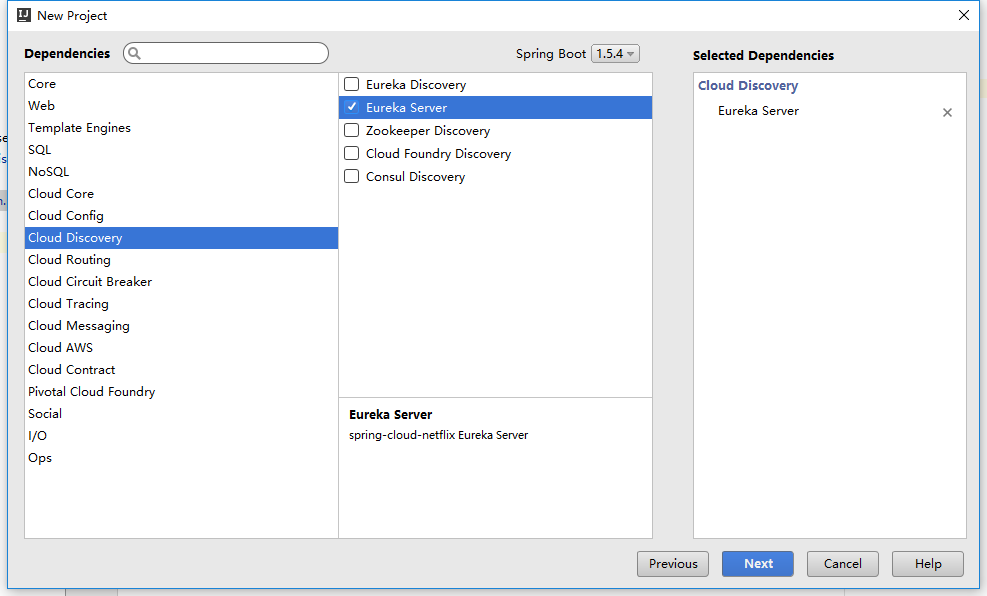 New Project
Dependencies
Spring Boot 1.5.4
Core
Web
Template Engines
SQL
NoSQL
Cloud Core
Cloud Config
Cloud Discovery
Cloud Routing
Cloud Circuit Breaker
Cloud Tracing
Cloud Messaging
Cloud AWS
Cloud Contract
Pivotal Cloud Foundry
Social
I/O
Ops
Eureka Discovery
Eureka Server
Zookeeper Discovery
Cloud Foundry Discovery
Consul Discovery
Eureka Server
spring-cloud-netflix Eureka Server
Selected Dependencies
Cloud Discovery
Eureka Server
Previous
Next
Cancel
Help